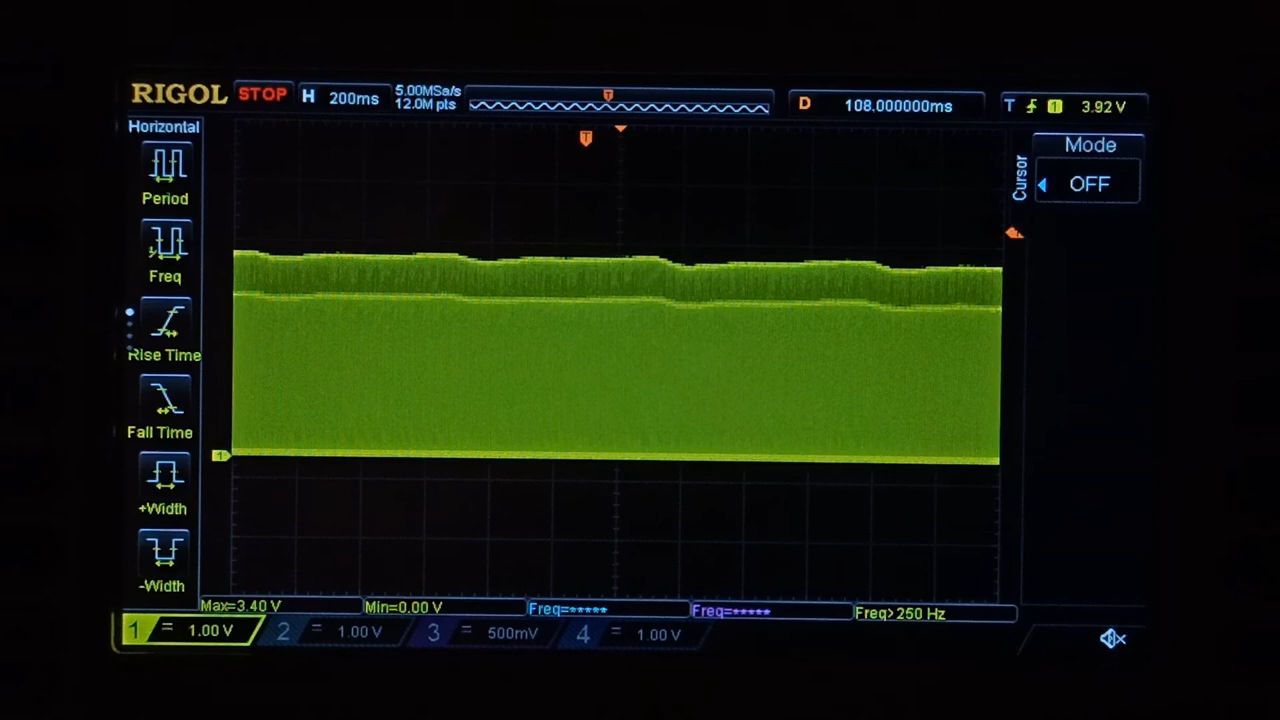 RIGOL STOP H 200ms 5.00MSa/s 12.0M pts D 108.000000ms T 1 3.92 V
Horizontal
Period
Freq
Rise Time
Fall Time
+Width
-Width
T
1
Cursor
Mode
OFF
Max=3.40 V Min=0.00 V Freq=***** Freq=***** Freq>250 Hz
1 = 1.00 V 2 = 1.00 V 3 = 500mV 4 = 1.00 V